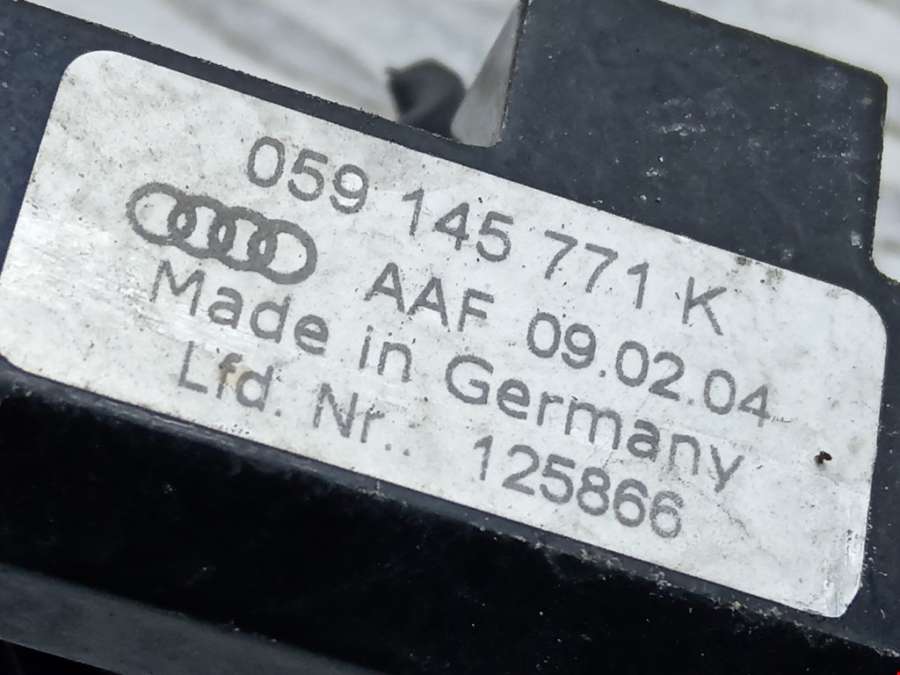 059 145 771 K
AAF 09.02.04
Made in Germany
Lfd. Nr.. 125866